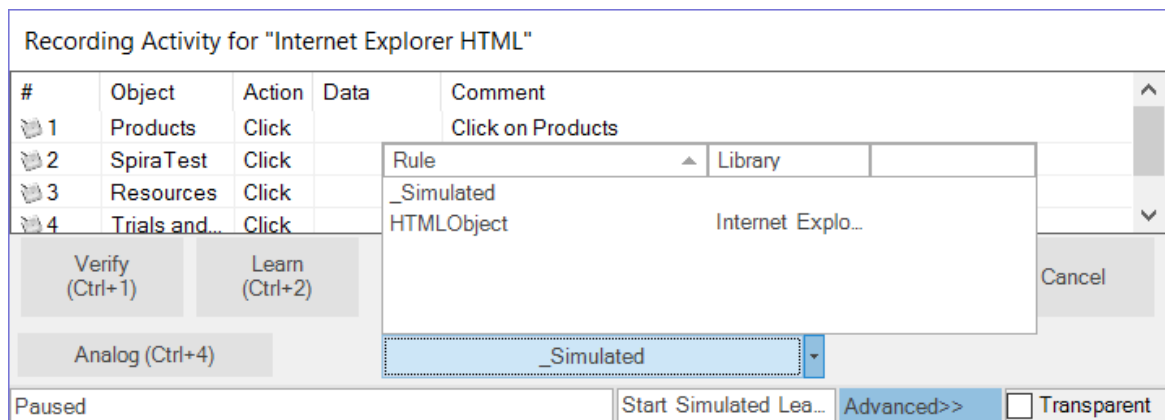 Recording Activity for "Internet Explorer HTML"
# Object Action Data Comment
1 Products Click Click on Products
2 SpiraTest Click
3 Resources Click
4 Trials and... Click
Rule Library
_Simulated
HTMLObject Internet Explo...
Verify
(Ctrl+1)
Learn
(Ctrl+2)
Cancel
Analog (Ctrl+4)
_Simulated
Paused
Start Simulated Lea...
Advanced>>
Transparent